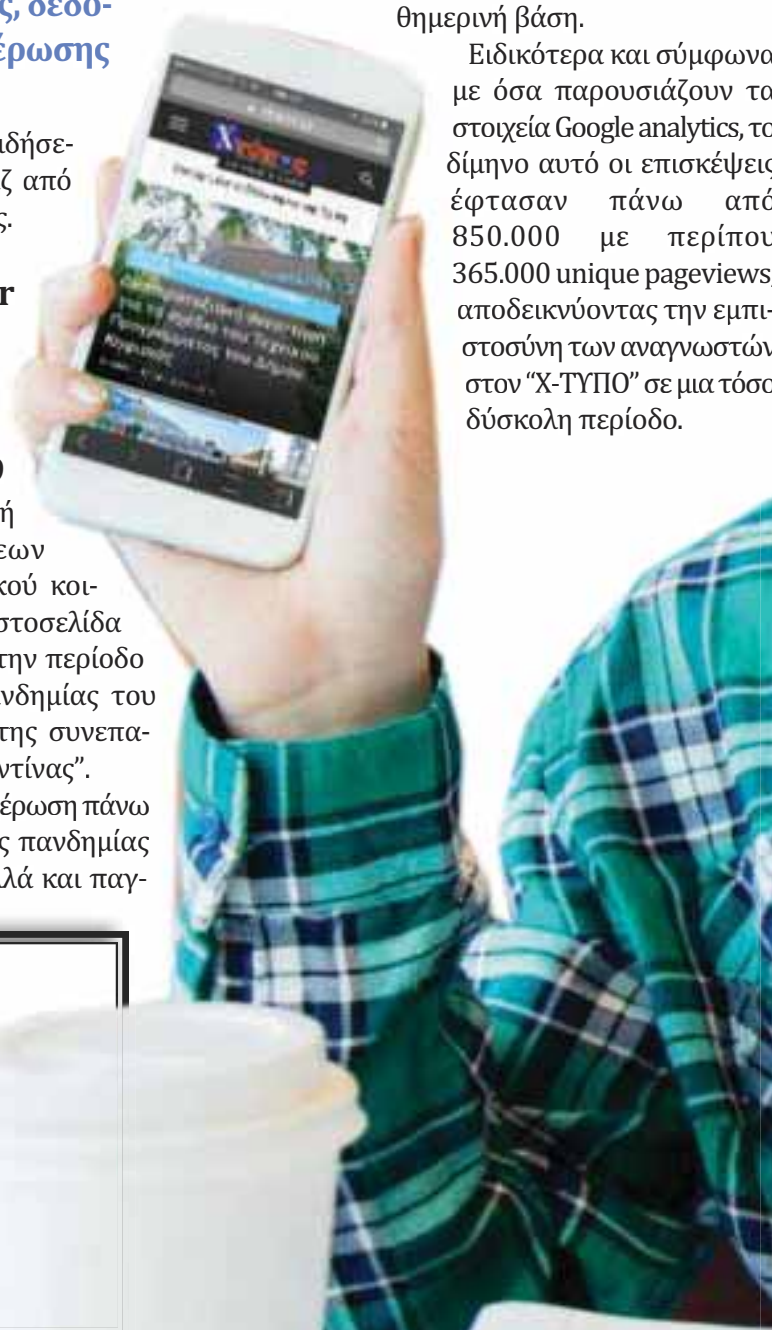 ς, δεδο-
έρωσης
ιδήσε-
ζ από
ς.
r
)
ή
εων
κού κοι-
στοσελίδα
την περίοδο
νδημίας του
της συνεπα-
ντίνας”.
έρωση πάνω
ς πανδημίας
λλά και παγ-
θημερινή βάση.
Ειδικότερα και σύμφωνα
με όσα παρουσιάζουν τα
στοιχεία Google analytics, το
δίμηνο αυτό οι επισκέψεις
έφτασαν πάνω από
850.000 με περίπου
365.000 unique pageviews,
αποδεικνύοντας την εμπι-
στοσύνη των αναγνωστών
στον “Χ-ΤΥΠΟ” σε μια τόσο
δύσκολη περίοδο.